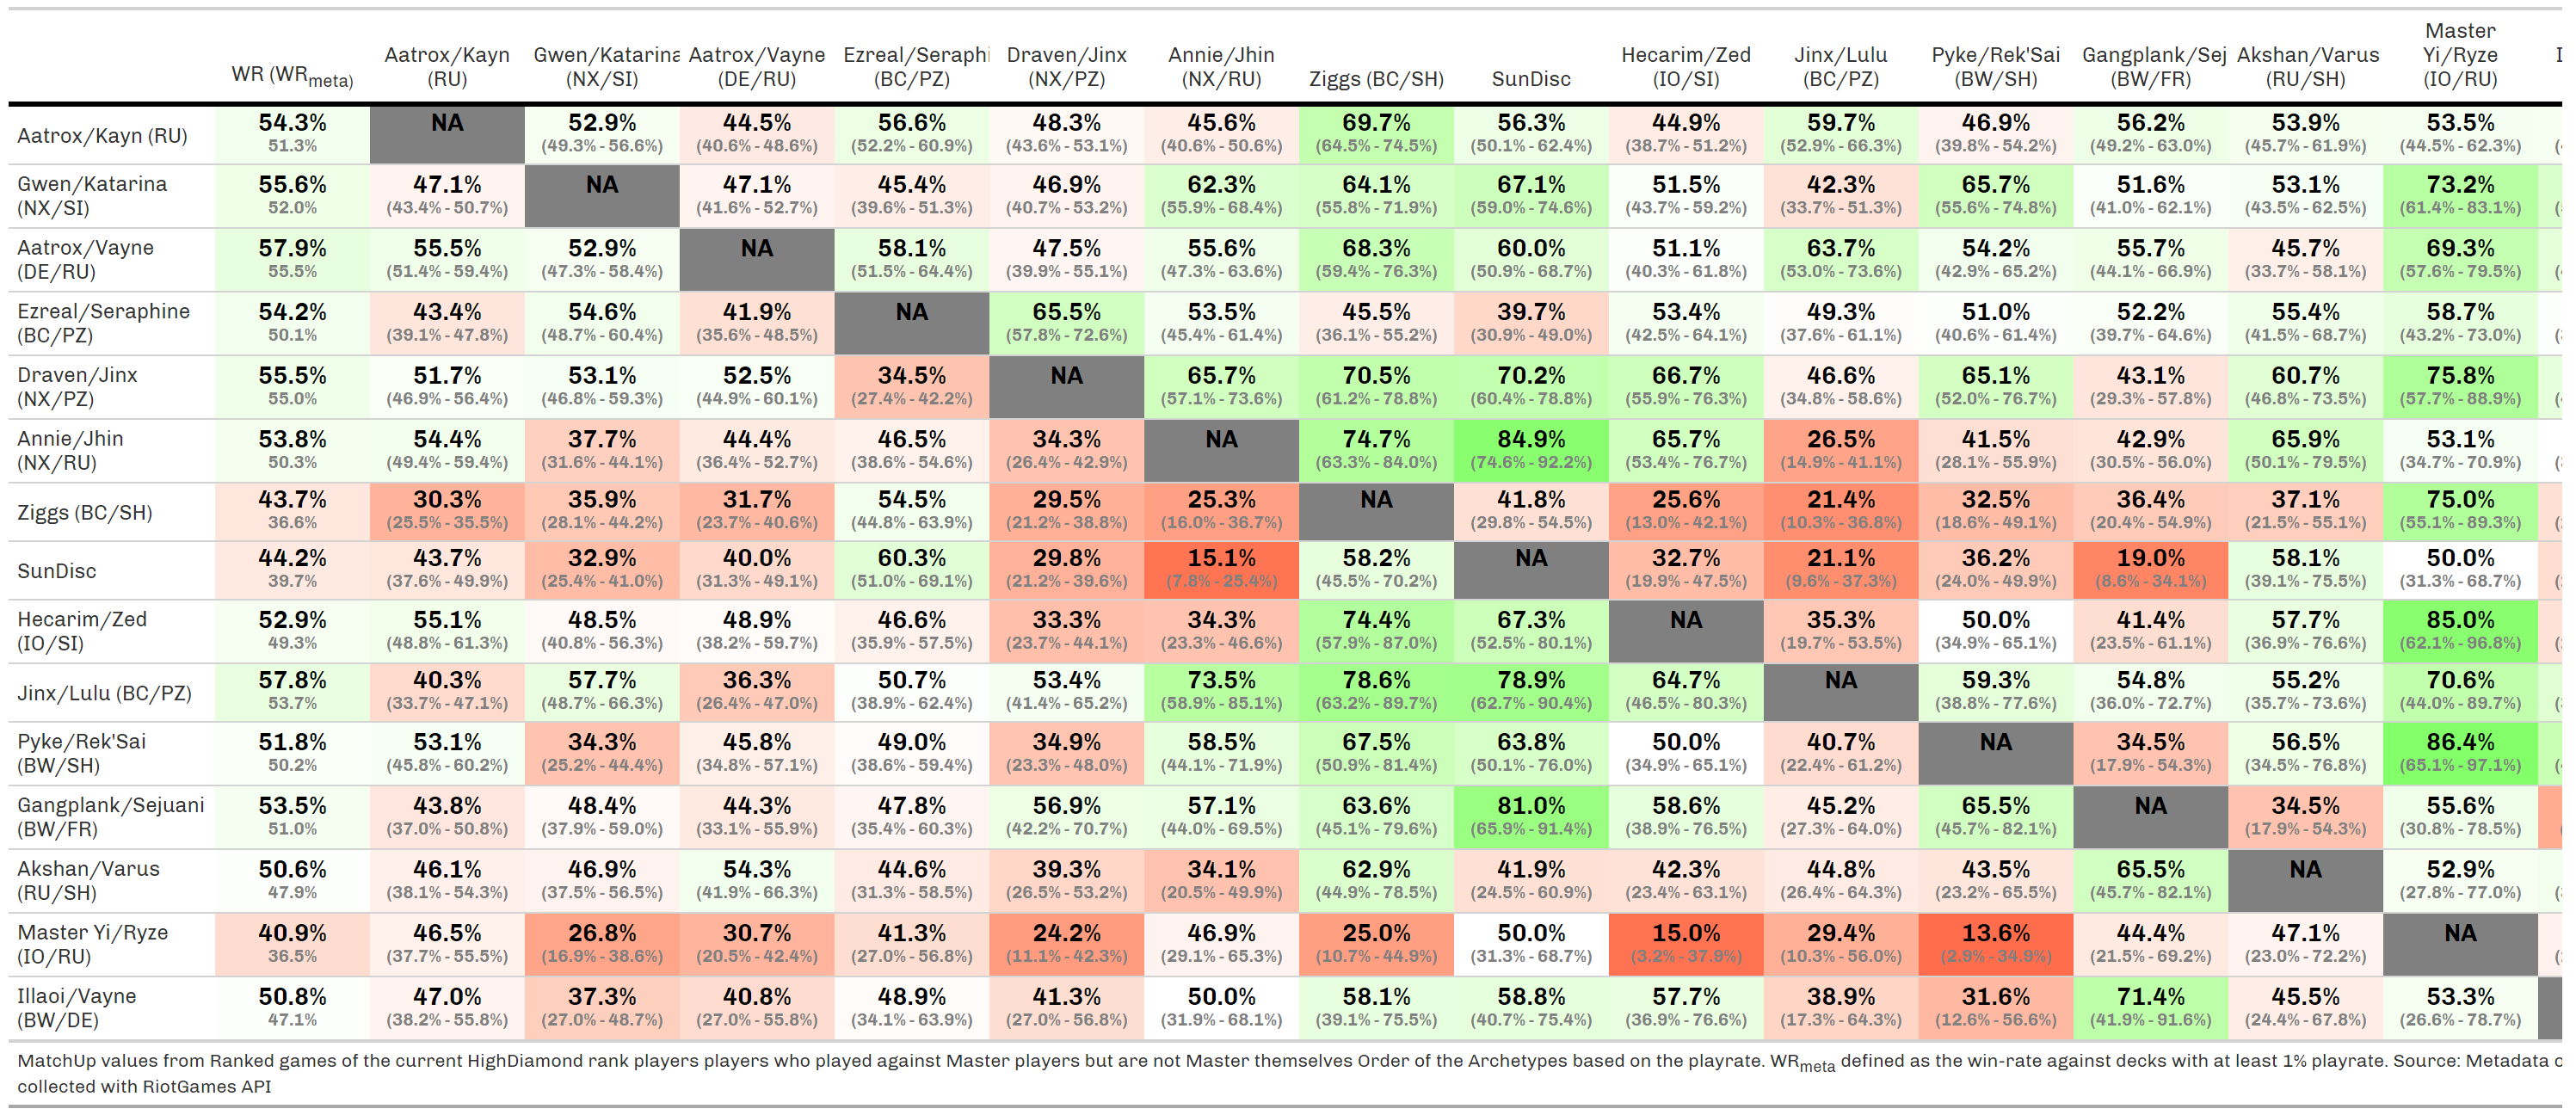 WR (WRmeta) Aatrox/Kayn (RU) Gwen/Katarina (NX/SI) Aatrox/Vayne (DE/RU) Ezreal/Seraphi (BC/PZ) Draven/Jinx (NX/PZ) Annie/Jhin (NX/RU) Ziggs (BC/SH) SunDisc Hecarim/Zed (IO/SI) Jinx/Lulu (BC/PZ) Pyke/Rek'Sai (BW/SH) Gangplank/Sej (BW/FR) Akshan/Varus (RU/SH) Master Yi/Ryze (IO/RU)
Aatrox/Kayn (RU) 54.3% NA 52.9% 44.5% 56.6% 48.3% 45.6% 69.7% 56.3% 44.9% 59.7% 46.9% 56.2% 53.9% 53.5%
51.3% (49.3% - 56.6%) (40.6% - 48.6%) (52.2% - 60.9%) (43.6% - 53.1%) (40.6% - 50.6%) (64.5% - 74.5%) (50.1% - 62.4%) (38.7% - 51.2%) (52.9% - 66.3%) (39.8% - 54.2%) (49.2% - 63.0%) (45.7% - 61.9%) (44.5% - 62.3%)
Gwen/Katarina 55.6% 47.1% NA 47.1% 45.4% 46.9% 62.3% 64.1% 67.1% 51.5% 42.3% 65.7% 51.6% 53.1% 73.2%
(NX/SI) 52.0% (43.4% - 50.7%) (41.6% - 52.7%) (39.6% - 51.3%) (40.7% - 53.2%) (55.9% - 68.4%) (55.8% - 71.9%) (59.0% - 74.6%) (43.7% - 59.2%) (33.7% - 51.3%) (55.6% - 74.8%) (41.0% - 62.1%) (43.5% - 62.5%) (61.4% - 83.1%)
Aatrox/Vayne 57.9% 55.5% 52.9% NA 58.1% 47.5% 55.6% 68.3% 60.0% 51.1% 63.7% 54.2% 55.7% 45.7% 69.3%
(DE/RU) 55.5% (51.4% - 59.4%) (47.3% - 58.4%) (51.5% - 64.4%) (39.9% - 55.1%) (47.3% - 63.6%) (59.4% - 76.3%) (50.9% - 68.7%) (40.3% - 61.8%) (53.0% - 73.6%) (42.9% - 65.2%) (44.1% - 66.9%) (33.7% - 58.1%) (57.6% - 79.5%)
Ezreal/Seraphine 54.2% 43.4% 54.6% 41.9% NA 65.5% 53.5% 45.5% 39.7% 53.4% 49.3% 51.0% 52.2% 55.4% 58.7%
(BC/PZ) 50.1% (39.1% - 47.8%) (48.7% - 60.4%) (35.6% - 48.5%) (57.8% - 72.6%) (45.4% - 61.4%) (36.1% - 55.2%) (30.9% - 49.0%) (42.5% - 64.1%) (37.6% - 61.1%) (40.6% - 61.4%) (39.7% - 64.6%) (41.5% - 68.7%) (43.2% - 73.0%)
Draven/Jinx 55.5% 51.7% 53.1% 52.5% 34.5% NA 65.7% 70.5% 70.2% 66.7% 46.6% 65.1% 43.1% 60.7% 75.8%
(NX/PZ) 55.0% (46.9% - 56.4%) (46.8% - 59.3%) (44.9% - 60.1%) (27.4% - 42.2%) (57.1% - 73.6%) (61.2% - 78.8%) (60.4% - 78.8%) (55.9% - 76.3%) (34.8% - 58.6%) (52.0% - 76.7%) (29.3% - 57.8%) (46.8% - 73.5%) (57.7% - 88.9%)
Annie/Jhin 53.8% 54.4% 37.7% 44.4% 46.5% 34.3% NA 74.7% 84.9% 65.7% 26.5% 41.5% 42.9% 65.9% 53.1%
(NX/RU) 50.3% (49.4% - 59.4%) (31.6% - 44.1%) (36.4% - 52.7%) (38.6% - 54.6%) (26.4% - 42.9%) (63.3% - 84.0%) (74.6% - 92.2%) (53.4% - 76.7%) (14.9% - 41.1%) (28.1% - 55.9%) (30.5% - 56.0%) (50.1% - 79.5%) (34.7% - 70.9%)
Ziggs (BC/SH) 43.7% 30.3% 35.9% 31.7% 54.5% 29.5% 25.3% NA 41.8% 25.6% 21.4% 32.5% 36.4% 37.1% 75.0%
36.6% (25.5% - 35.5%) (28.1% - 44.2%) (23.7% - 40.6%) (44.8% - 63.9%) (21.2% - 38.8%) (16.0% - 36.7%) (29.8% - 54.5%) (13.0% - 42.1%) (10.3% - 36.8%) (18.6% - 49.1%) (20.4% - 54.9%) (21.5% - 55.1%) (55.1% - 89.3%)
SunDisc 44.2% 43.7% 32.9% 40.0% 60.3% 29.8% 15.1% 58.2% NA 32.7% 21.1% 36.2% 19.0% 58.1% 50.0%
39.7% (37.6% - 49.9%) (25.4% - 41.0%) (31.3% - 49.1%) (51.0% - 69.1%) (21.2% - 39.6%) (7.8% - 25.4%) (45.5% - 70.2%) (19.9% - 47.5%) (9.6% - 37.3%) (24.0% - 49.9%) (8.6% - 34.1%) (39.1% - 75.5%) (31.3% - 68.7%)
Hecarim/Zed 52.9% 55.1% 48.5% 48.9% 46.6% 33.3% 34.3% 74.4% 67.3% NA 35.3% 50.0% 41.4% 57.7% 85.0%
(IO/SI) 49.3% (48.8% - 61.3%) (40.8% - 56.3%) (38.2% - 59.7%) (35.9% - 57.5%) (23.7% - 44.1%) (23.3% - 46.6%) (57.9% - 87.0%) (52.5% - 80.1%) (19.7% - 53.5%) (34.9% - 65.1%) (23.5% - 61.1%) (36.9% - 76.6%) (62.1% - 96.8%)
Jinx/Lulu (BC/PZ) 57.8% 40.3% 57.7% 36.3% 50.7% 53.4% 73.5% 78.6% 78.9% 64.7% NA 59.3% 54.8% 55.2% 70.6%
53.7% (33.7% - 47.1%) (48.7% - 66.3%) (26.4% - 47.0%) (38.9% - 62.4%) (41.4% - 65.2%) (58.9% - 85.1%) (63.2% - 89.7%) (62.7% - 90.4%) (46.5% - 80.3%) (38.8% - 77.6%) (36.0% - 72.7%) (35.7% - 73.6%) (44.0% - 89.7%)
Pyke/Rek'Sai 51.8% 53.1% 34.3% 45.8% 49.0% 34.9% 58.5% 67.5% 63.8% 50.0% 40.7% NA 34.5% 56.5% 86.4%
(BW/SH) 50.2% (45.8% - 60.2%) (25.2% - 44.4%) (34.8% - 57.1%) (38.6% - 59.4%) (23.3% - 48.0%) (44.1% - 71.9%) (50.9% - 81.4%) (50.1% - 76.0%) (34.9% - 65.1%) (22.4% - 61.2%) (17.9% - 54.3%) (34.5% - 76.8%) (65.1% - 97.1%)
Gangplank/Sejuani 53.5% 43.8% 48.4% 44.3% 47.8% 56.9% 57.1% 63.6% 81.0% 58.6% 45.2% 65.5% NA 34.5% 55.6%
(BW/FR) 51.0% (37.0% - 50.8%) (37.9% - 59.0%) (33.1% - 55.9%) (35.4% - 60.3%) (42.2% - 70.7%) (44.0% - 69.5%) (45.1% - 79.6%) (65.9% - 91.4%) (38.9% - 76.5%) (27.3% - 64.0%) (45.7% - 82.1%) (17.9% - 54.3%) (30.8% - 78.5%)
Akshan/Varus 50.6% 46.1% 46.9% 54.3% 44.6% 39.3% 34.1% 62.9% 41.9% 42.3% 44.8% 43.5% 65.5% NA 52.9%
(RU/SH) 47.9% (38.1% - 54.3%) (37.5% - 56.5%) (41.9% - 66.3%) (31.3% - 58.5%) (26.5% - 53.2%) (20.5% - 49.9%) (44.9% - 78.5%) (24.5% - 60.9%) (23.4% - 63.1%) (26.4% - 64.3%) (23.2% - 65.5%) (45.7% - 82.1%) (27.8% - 77.0%)
Master Yi/Ryze 40.9% 46.5% 26.8% 30.7% 41.3% 24.2% 46.9% 25.0% 50.0% 15.0% 29.4% 13.6% 44.4% 47.1% NA
(IO/RU) 36.5% (37.7% - 55.5%) (16.9% - 38.6%) (20.5% - 42.4%) (27.0% - 56.8%) (11.1% - 42.3%) (29.1% - 65.3%) (10.7% - 44.9%) (31.3% - 68.7%) (3.2% - 37.9%) (10.3% - 56.0%) (2.9% - 34.9%) (21.5% - 69.2%) (23.0% - 72.2%)
Illaoi/Vayne 50.8% 47.0% 37.3% 40.8% 48.9% 41.3% 50.0% 58.1% 58.8% 57.7% 38.9% 31.6% 71.4% 45.5% 53.3%
(BW/DE) 47.1% (38.2% - 55.8%) (27.0% - 48.7%) (27.0% - 55.8%) (34.1% - 63.9%) (27.0% - 56.8%) (31.9% - 68.1%) (39.1% - 75.5%) (40.7% - 75.4%) (36.9% - 76.6%) (17.3% - 64.3%) (12.6% - 56.6%) (41.9% - 91.6%) (24.4% - 67.8%) (26.6% - 78.7%)
MatchUp values from Ranked games of the current HighDiamond rank players players who played against Master players but are not Master themselves Order of the Archetypes based on the playrate. WRmeta defined as the win-rate against decks with at least 1% playrate. Source: Metadata
collected with RiotGames API